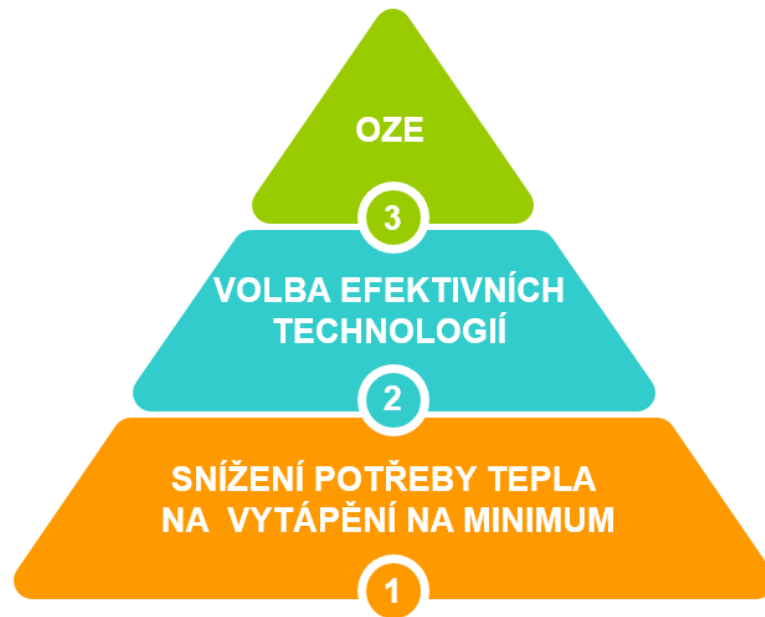 OZE
3
VOLBA EFEKTIVNÍCH
TECHNOLOGIÍ
2
SNÍŽENÍ POTŘEBY TEPLA
NA VYTÁPĚNÍ NA MINIMUM
1